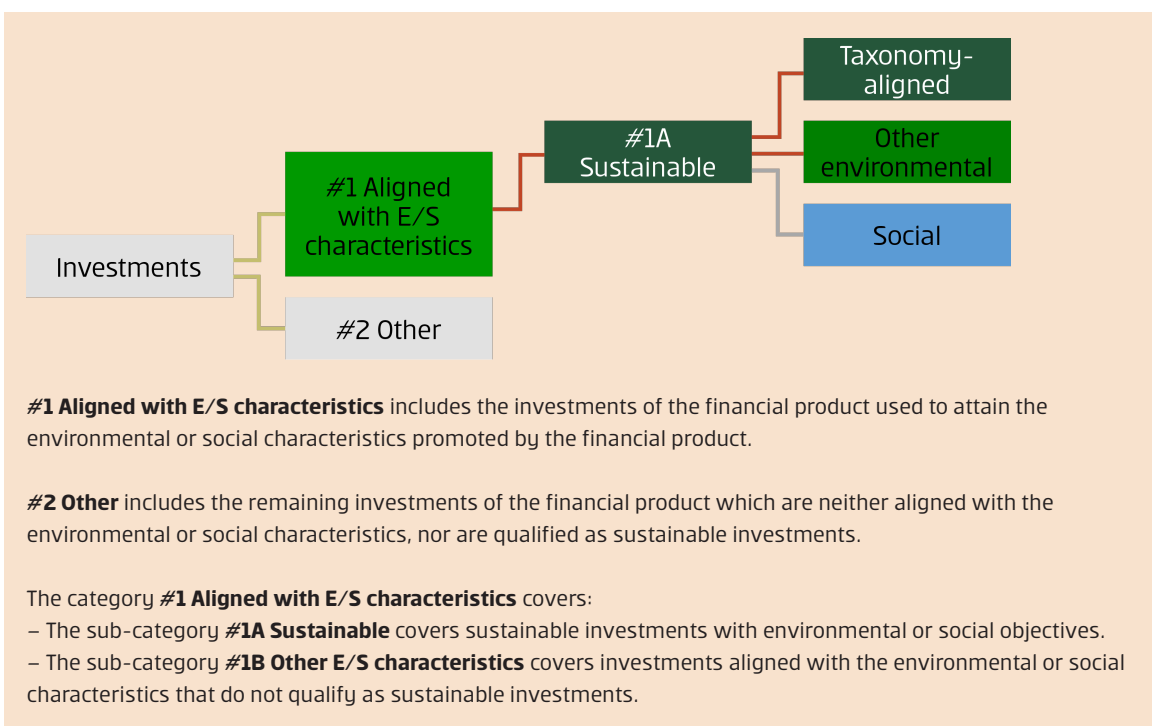 Taxonomy-
aligned
#1A
Sustainable
Other
environmental
#1 Aligned
with E/S
characteristics
Social
Investments
#2 Other
#1 Aligned with E/S characteristics includes the investments of the financial product used to attain the
environmental or social characteristics promoted by the financial product.
#2 Other includes the remaining investments of the financial product which are neither aligned with the
environmental or social characteristics, nor are qualified as sustainable investments.
The category #1 Aligned with E/S characteristics covers:
– The sub-category #1A Sustainable covers sustainable investments with environmental or social objectives.
– The sub-category #1B Other E/S characteristics covers investments aligned with the environmental or social
characteristics that do not qualify as sustainable investments.